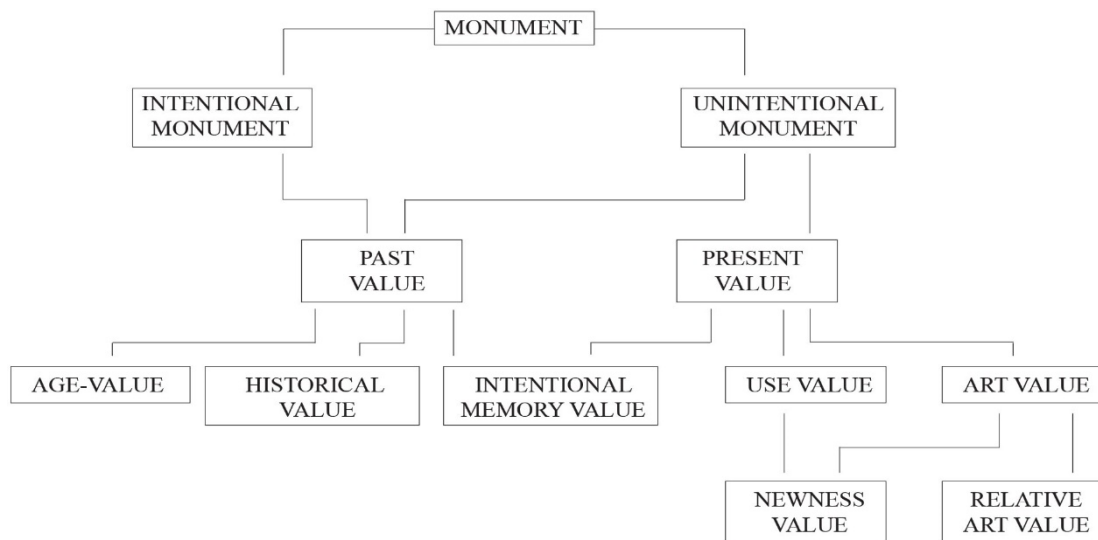 MONUMENT
INTENTIONAL
MONUMENT
UNINTENTIONAL
MONUMENT
PAST
VALUE
PRESENT
VALUE
AGE-VALUE
HISTORICAL
VALUE
INTENTIONAL
MEMORY VALUE
USE VALUE
ART VALUE
NEWNESS
VALUE
RELATIVE
ART VALUE